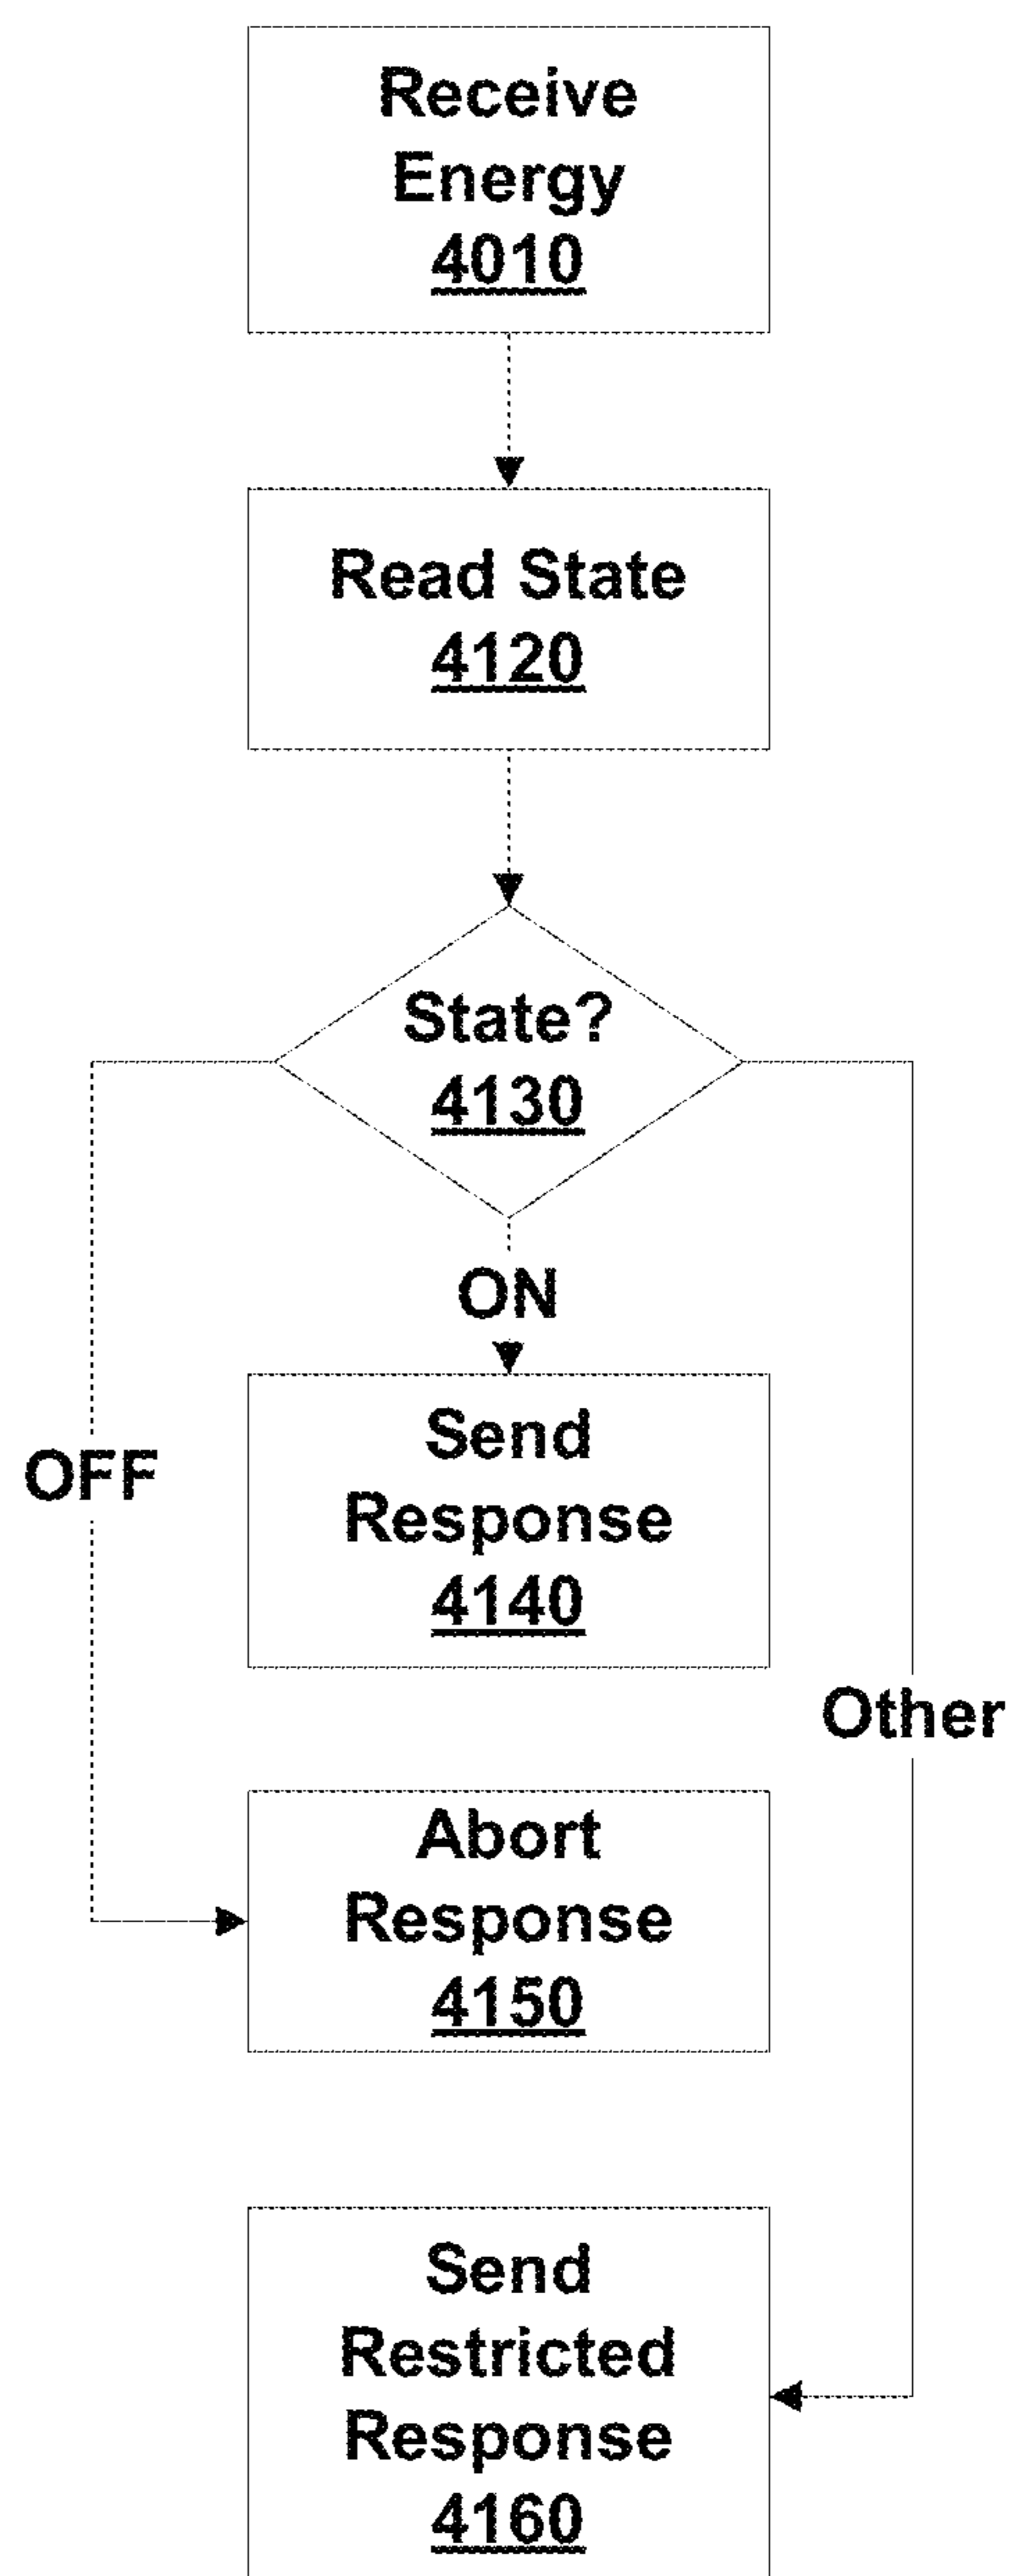 Receive
Energy
4010
Read State
4120
State?
4130
ON
Send
Response
4140
OFF
Other
Abort
Response
4150
Send
Restricted
Response
4160